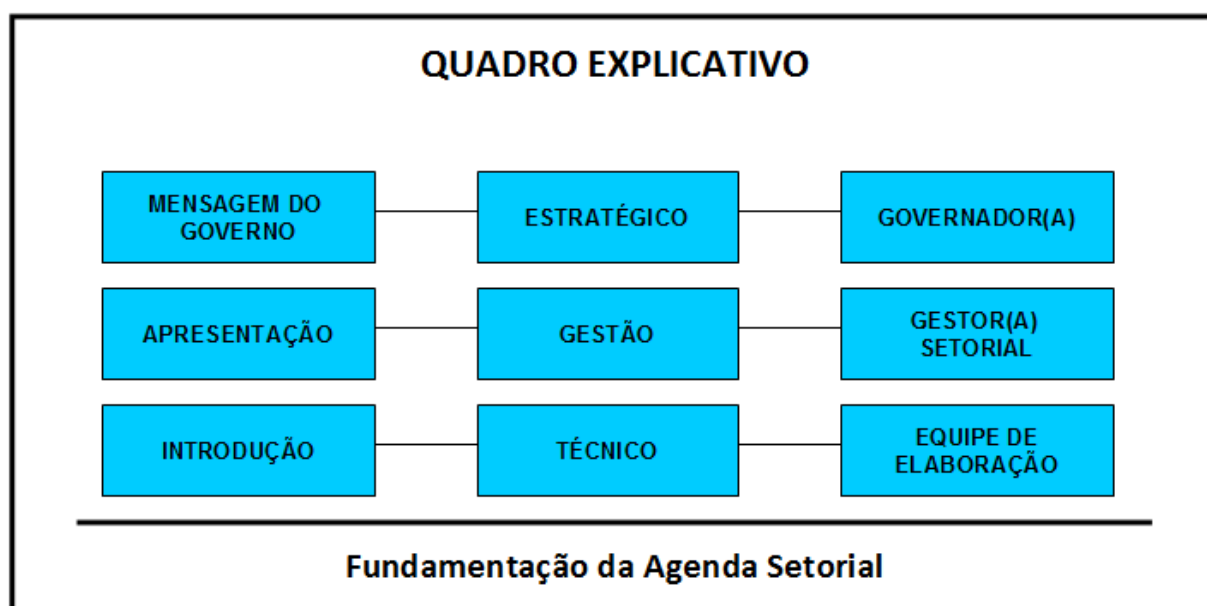 QUADRO EXPLICATIVO
MENSAGEM DO
GOVERNO
ESTRATÉGICO
GOVERNADOR(A)
APRESENTAÇÃO
GESTÃO
GESTOR(A)
SETORIAL
INTRODUÇÃO
TÉCNICO
EQUIPE DE
ELABORAÇÃO
Fundamentação da Agenda Setorial